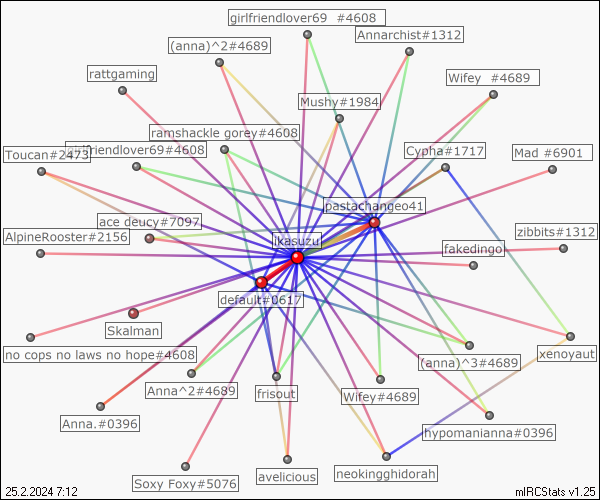 girlfriendlover69 #4608
Annarchist#1312
(anna)^2#4689
rattgaming
Wifey #4689
Mushy#1984
ramshackle gorey#4608
girlfriendlover69#4608
Toucan#2473
Cypha#1717
Mad #6901
pastachangeo41
ace deucy#7097
zibbits#1312
AlpineRooster#2156
ikasuzu
fakedingo
default#0617
Skalman
no cops no laws no hope#4608
(anna)^3#4689
xenoyaut
Anna^2#4689
frisout
Wifey#4689
Anna.#0396
hypomanianna#0396
Soxy Foxy#5076
avelicious
neokingghidorah
25.2.2024 7:12
mIRCStats v1.25